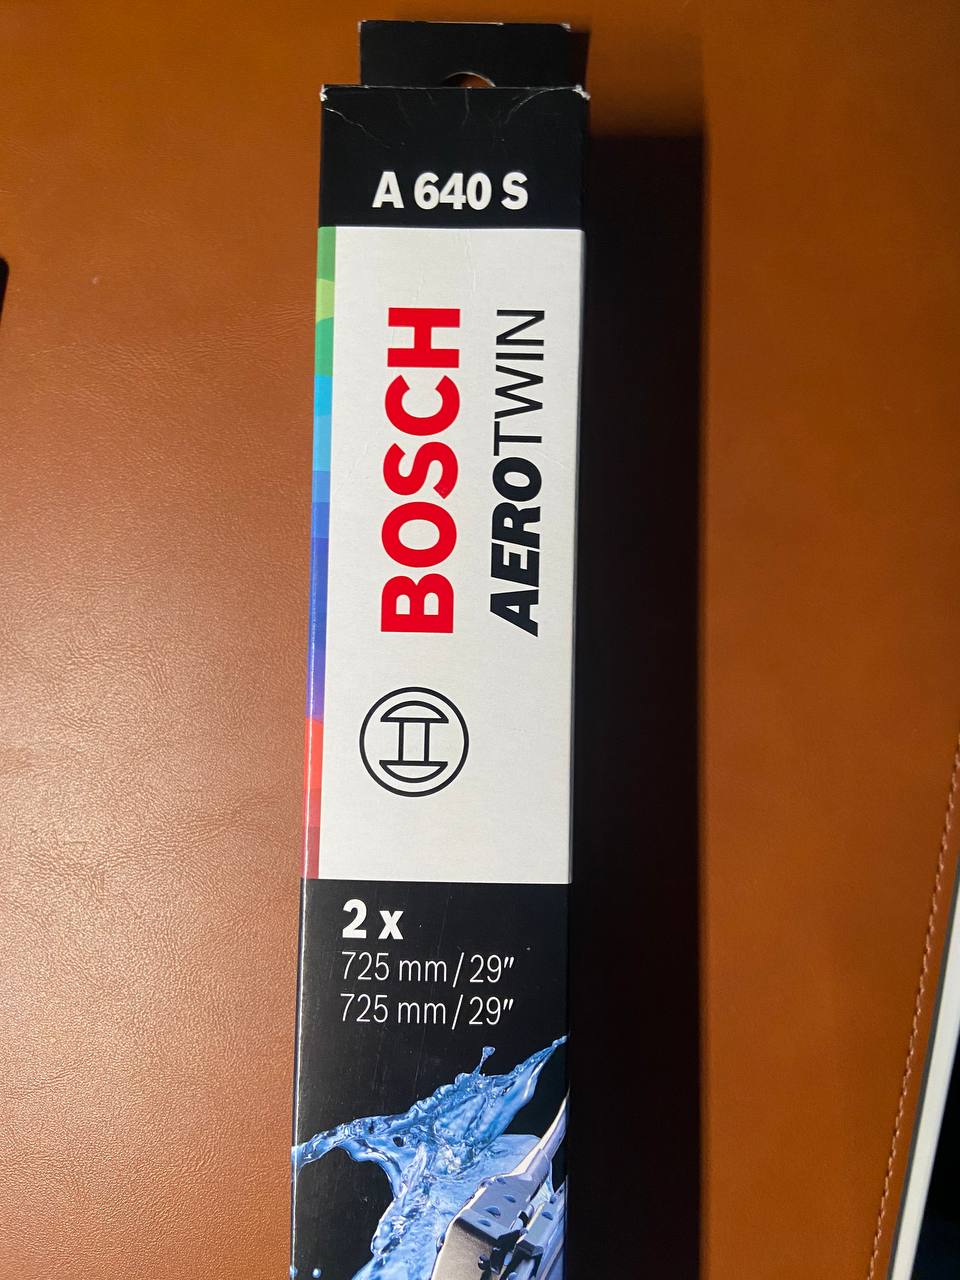 A 640 S
BOSCH
AEROTWIN
2 x
725 mm / 29″
725 mm / 29″